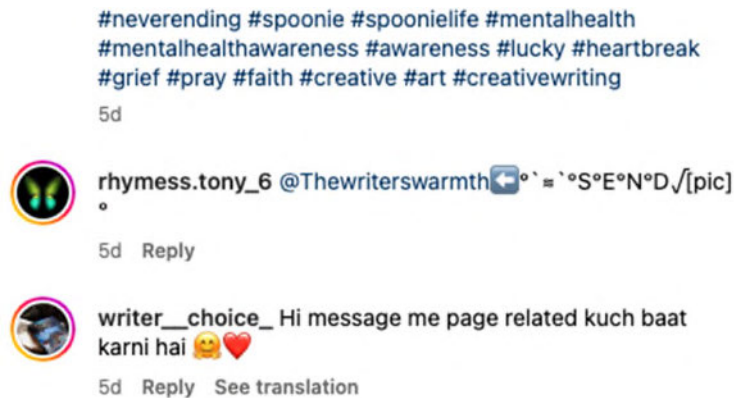 #neverending #spoonie #spoonielife #mentalhealth
#mentalhealthawareness #awareness #lucky #heartbreak
#grief #pray #faith #creative #art #creativewriting
5d
rhymess.tony_6 @Thewriterswarmth⬅️°`≈`°S°E°N°D√[pic]
°
5d Reply
writer__choice_ Hi message me page related kuch baat
karni hai 🤗❤️
5d Reply See translation